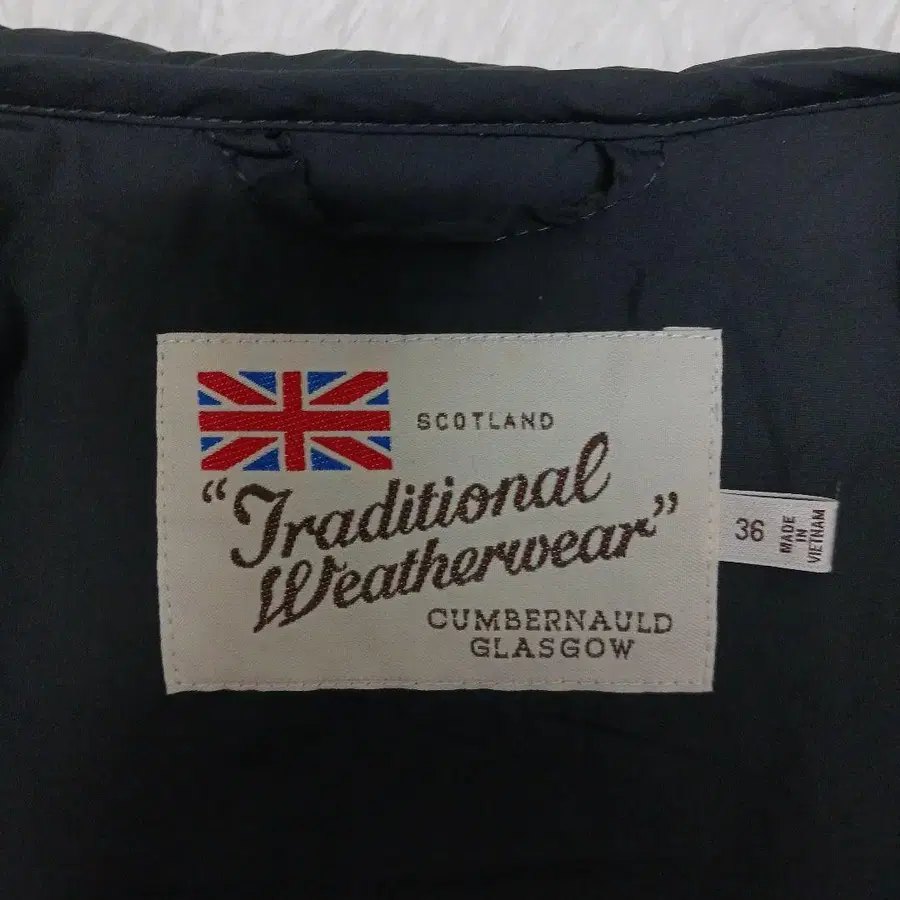 SCOTLAND
“Traditional
Weatherwear”
CUMBERNAULD
GLASGOW
36
MADE
IN
VIETNAM